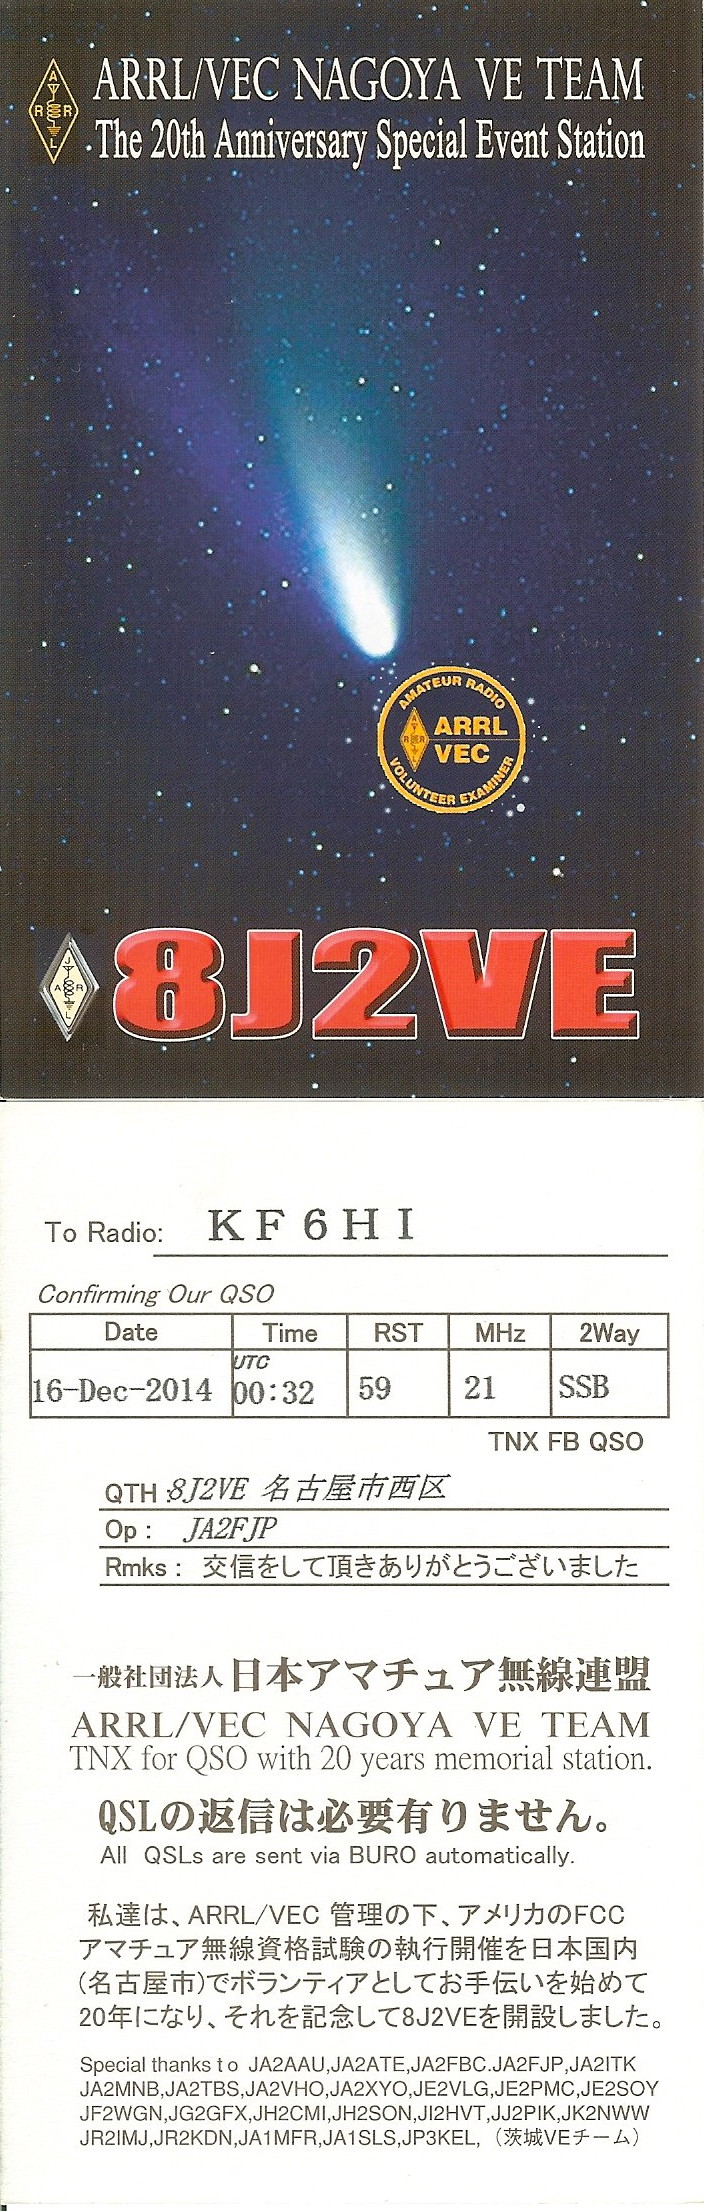 ARRL/VEC NAGOYA VE TEAM
A
R R
L
The 20th Anniversary Special Event Station
AMATEUR RADIO
A
R R
L
ARRL
VEC
VOLUNTEER EXAMINER
J
A R
L
8J2VE
To Radio: KF6HI
Confirming Our QSO
Date Time RST MHz 2Way
UTC
16-Dec-2014 00:32 59 21 SSB
TNX FB QSO
QTH :8J2VE 名古屋市西区
Op : JA2FJP
Rmks : 交信をして頂きありがとうございました
一般社団法人日本アマチュア無線連盟
ARRL/VEC NAGOYA VE TEAM
TNX for QSO with 20 years memorial station.
QSLの返信は必要有りません。
All QSLs are sent via BURO automatically.
私達は、ARRL/VEC 管理の下、アメリカのFCC
アマチュア無線資格試験の執行開催を日本国内
(名古屋市)でボランティアとしてお手伝いを始めて
20年になり、それを記念して8J2VEを開設しました。
Special thanks to JA2AAU,JA2ATE,JA2FBC.JA2FJP,JA2ITK
JA2MNB,JA2TBS,JA2VHO,JA2XYO,JE2VLG,JE2PMC,JE2SOY
JF2WGN,JG2GFX,JH2CMI,JH2SON,JI2HVT,JJ2PIK,JK2NWW
JR2IMJ,JR2KDN,JA1MFR,JA1SLS,JP3KEL,（茨城VEチーム）